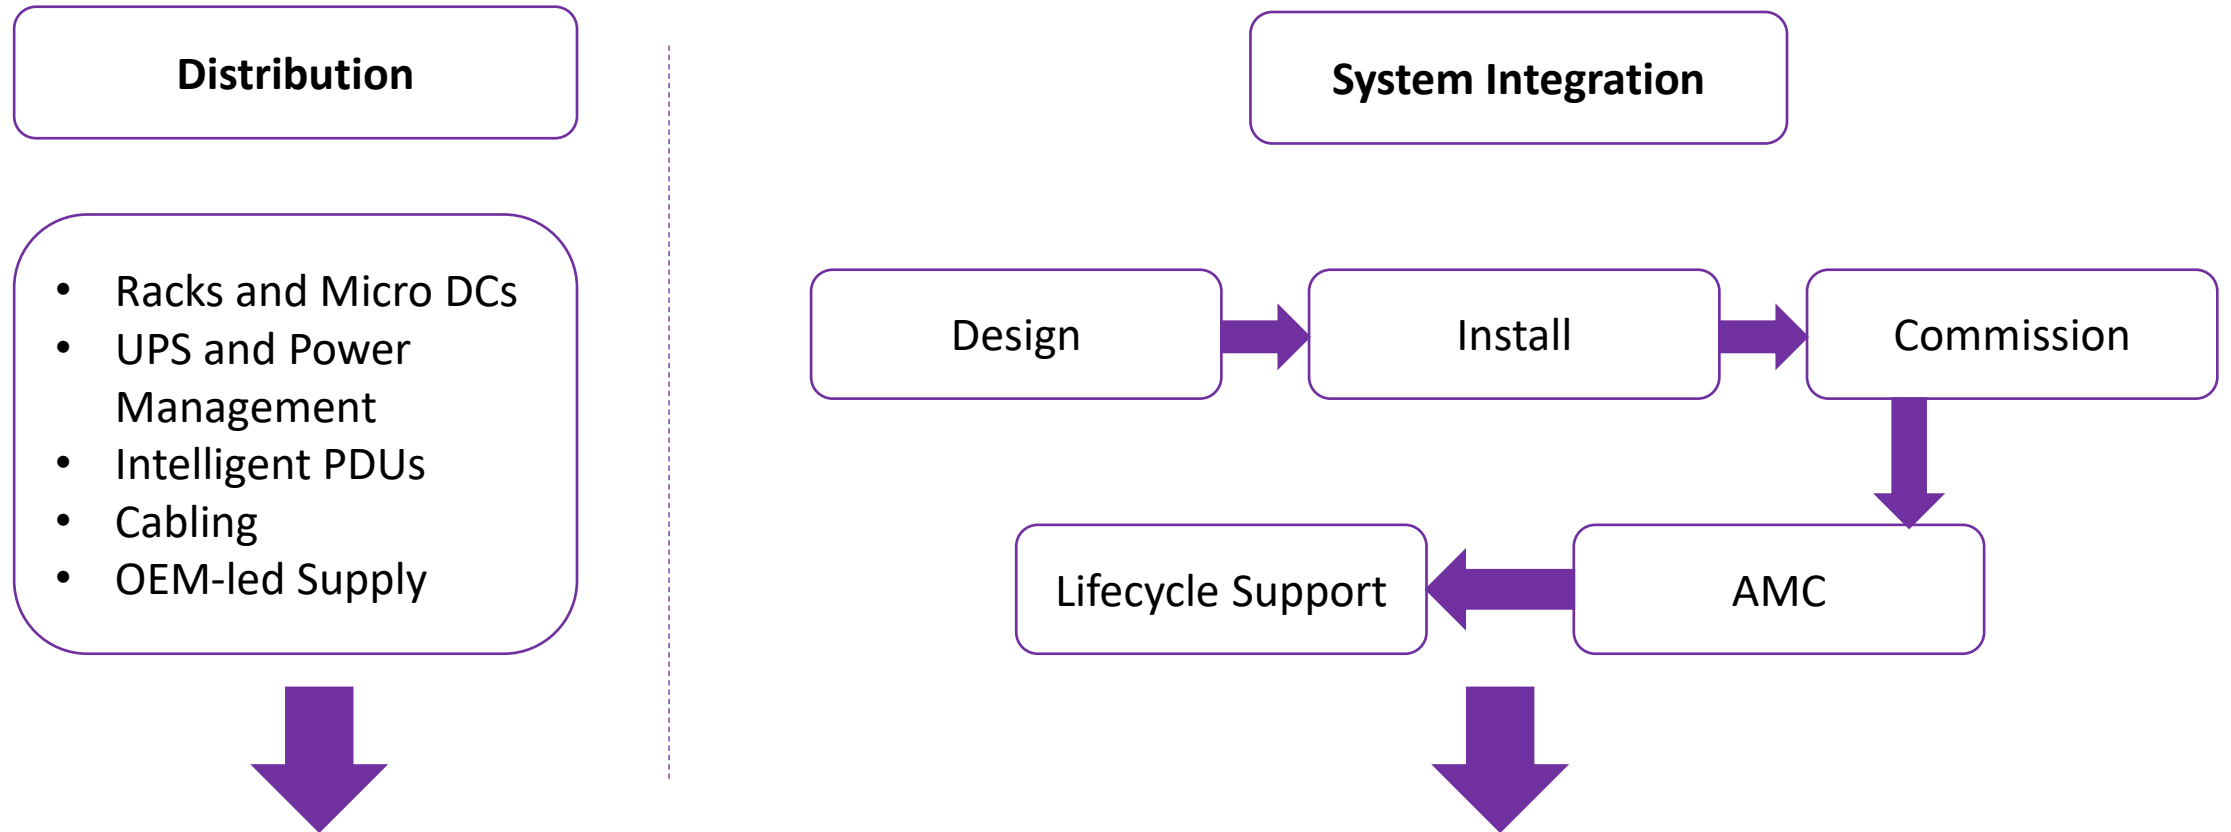 Distribution
• Racks and Micro DCs
• UPS and Power
Management
• Intelligent PDUs
• Cabling
• OEM-led Supply
System Integration
Design
Install
Commission
AMC
Lifecycle Support